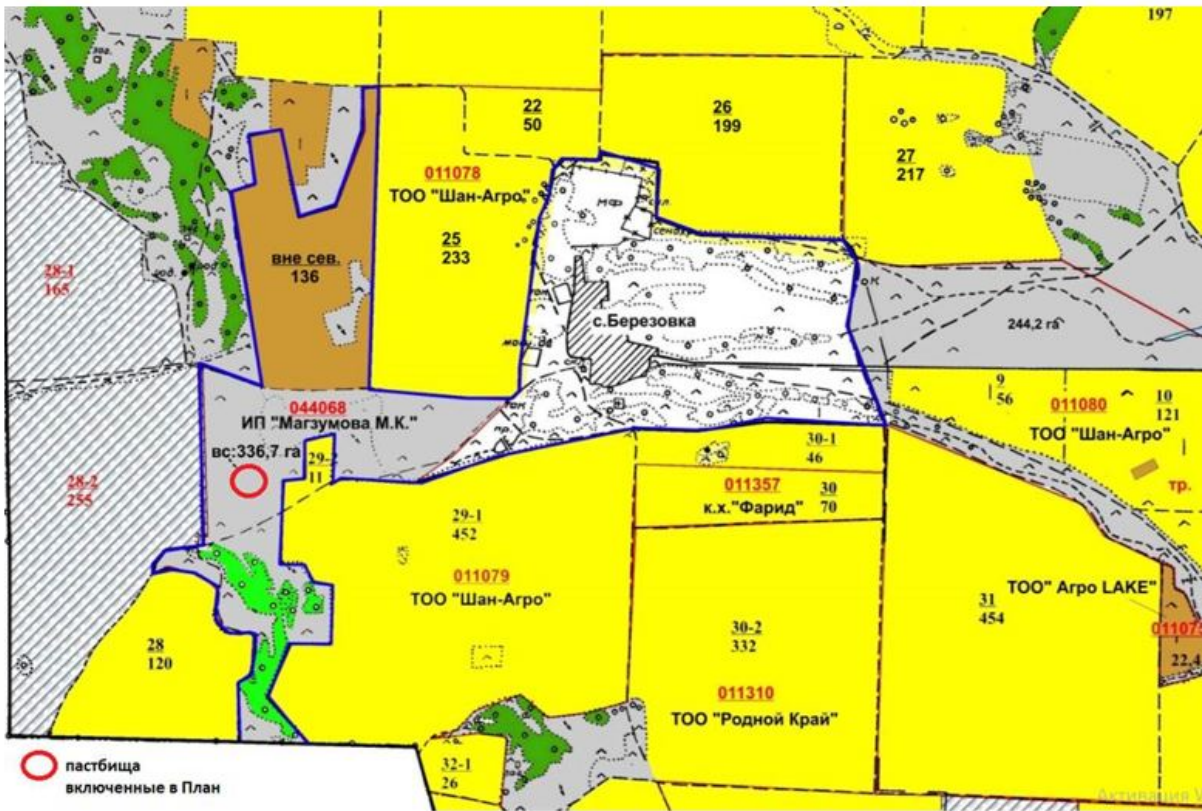 197
22
50
26
199
27
217
011078
ТОО "Шан-Агро"
25
233
вне сев.
136
28-1
165
с.Березовка
244,2 га
044068
ИП "Магзумова М.К."
вс:336,7 га
11
28-2
255
9
56
011080
10
121
ТОО "Шан-Агро"
тр.
30-1
46
011357
30
70
к.х."Фарид"
29-1
452
011079
ТОО "Шан-Агро"
ТОО" Агро LAKE"
31
454
22,4
28
120
30-2
332
011310
ТОО "Родной Край"
32-1
26
пастбища
включенные в План
Активация